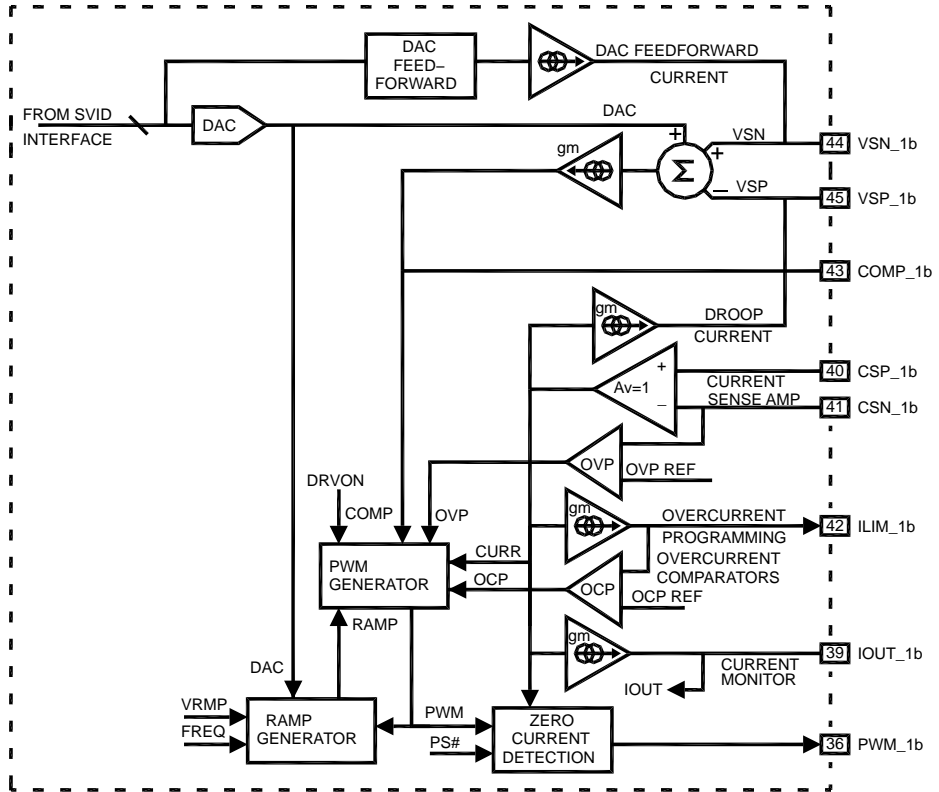 DAC
FEED–
FORWARD
DAC FEEDFORWARD
CURRENT
FROM SVID
INTERFACE
DAC
DAC
gm
+
Σ
+
VSN
–
VSP
44 VSN_1b
45 VSP_1b
43 COMP_1b
gm
DROOP
CURRENT
Av=1
+
–
CURRENT
SENSE AMP
40 CSP_1b
41 CSN_1b
OVP
OVP REF
DRVON
COMP
OVP
gm
OVERCURRENT
PROGRAMMING
42 ILIM_1b
OVERCURRENT
COMPARATORS
PWM
GENERATOR
CURR
OCP
OCP
OCP REF
RAMP
gm
CURRENT
MONITOR
39 IOUT_1b
IOUT
DAC
VRMP
FREQ
RAMP
GENERATOR
PWM
PS#
ZERO
CURRENT
DETECTION
36 PWM_1b